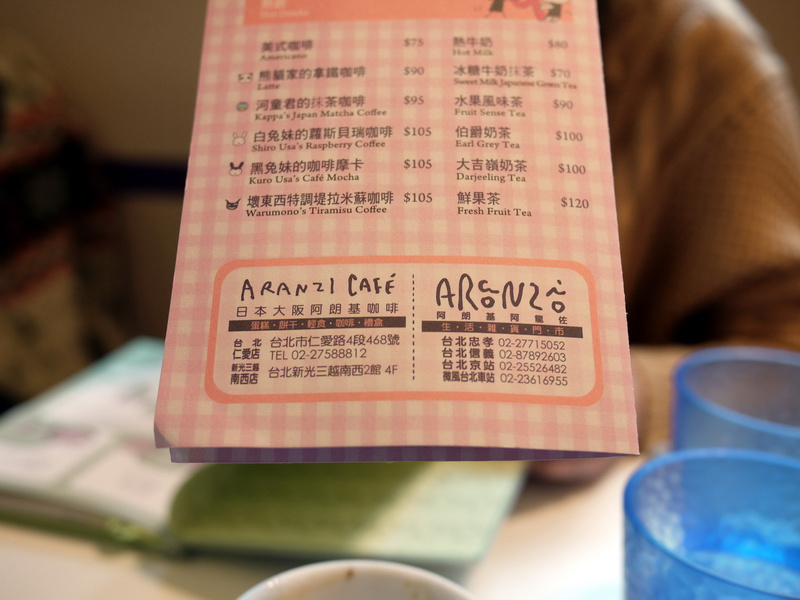 美式咖啡 $75
Americano
熊貓家的拿鐵咖啡 $90
Latte
河童君的抹茶咖啡 $95
Kappa's Japan Matcha Coffee
白兔妹的蘿斯貝瑞咖啡 $105
Shiro Usa's Raspberry Coffee
黑兔妹的咖啡摩卡 $105
Kuro Usa's Café Mocha
壞東西特調堤拉米蘇咖啡 $105
Warumono's Tiramisu Coffee
熱牛奶 $80
Hot Milk
冰糖牛奶抹茶 $70
Sweet Milk Japanese Green Tea
水果風味茶 $90
Fruit Sense Tea
伯爵奶茶 $100
Earl Grey Tea
大吉嶺奶茶 $100
Darjeeling Tea
鮮果茶 $120
Fresh Fruit Tea
ARANZI CAFÉ
日本大阪阿朗基咖啡
蛋糕・餅干・輕食・咖啡・禮盒
台北 台北市仁愛路4段468號
仁愛店 TEL 02-27588812
新光三越 台北新光三越南西2館 4F
南西店
ARONZO
阿朗基阿龍佐
生・活・雜・貨・門・市
台北忠孝 02-27715052
台北信義 02-87892603
台北京站 02-25526482
微風台北車站 02-23616955